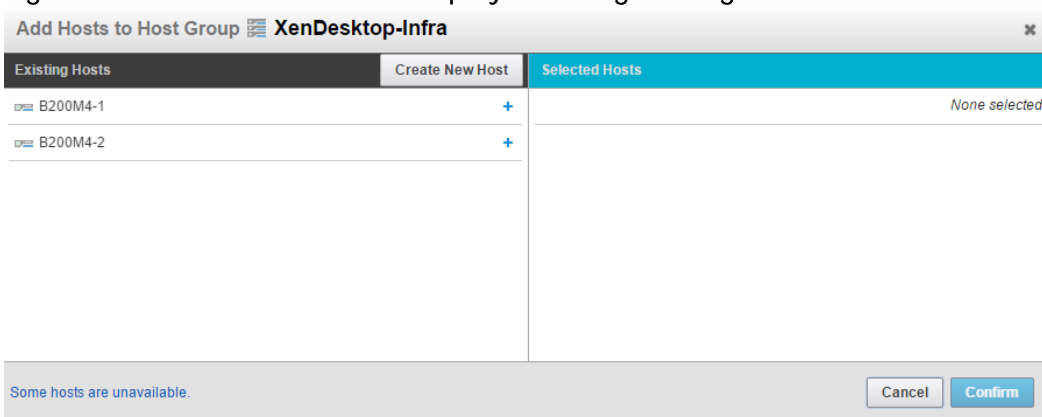 Add Hosts to Host Group XenDesktop-Infra
Existing Hosts Create New Host Selected Hosts
B200M4-1 + None selected
B200M4-2 +
Some hosts are unavailable. Cancel Confirm